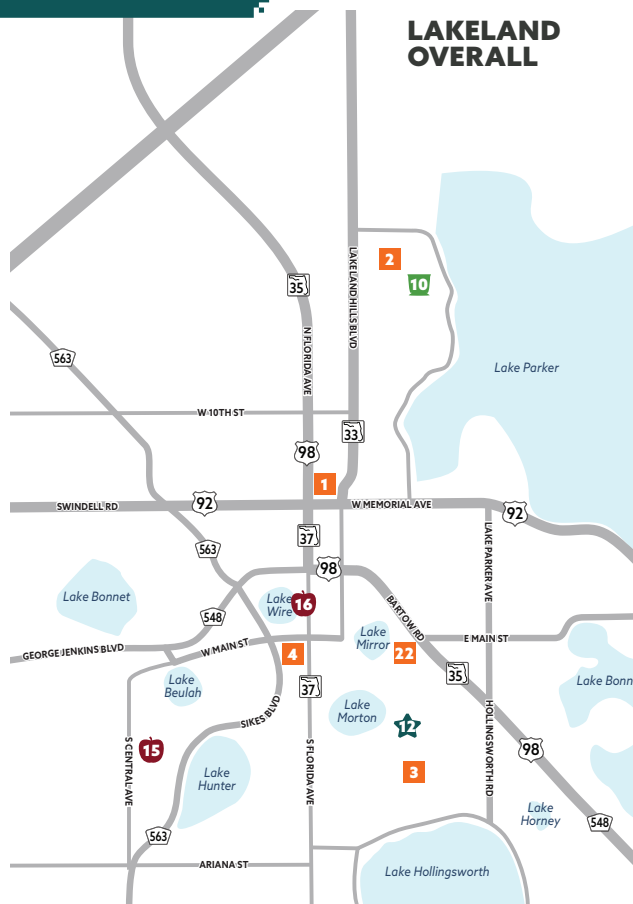 LAKELAND
OVERALL
2
10
35
LAKELAND HILLS BLVD
N FLORIDA AVE
563
Lake Parker
W 10TH ST
33
98
1
92
SWINDELL RD
W MEMORIAL AVE
92
37
563
LAKE PARKER AVE
98
Lake Bonnet
Lake
Wire
16
548
BARTOW RD
Lake
Mirror
E MAIN ST
W MAIN ST
GEORGE JENKINS BLVD
4
22
35
Lake
Beulah
37
Lake Bonn
Lake
Morton
SIKES BLVD
12
HOLLINGSWORTH RD
15
98
S CENTRAL AVE
S FLORIDA AVE
3
Lake
Hunter
Lake
Horney
548
563
ARIANA ST
Lake Hollingsworth